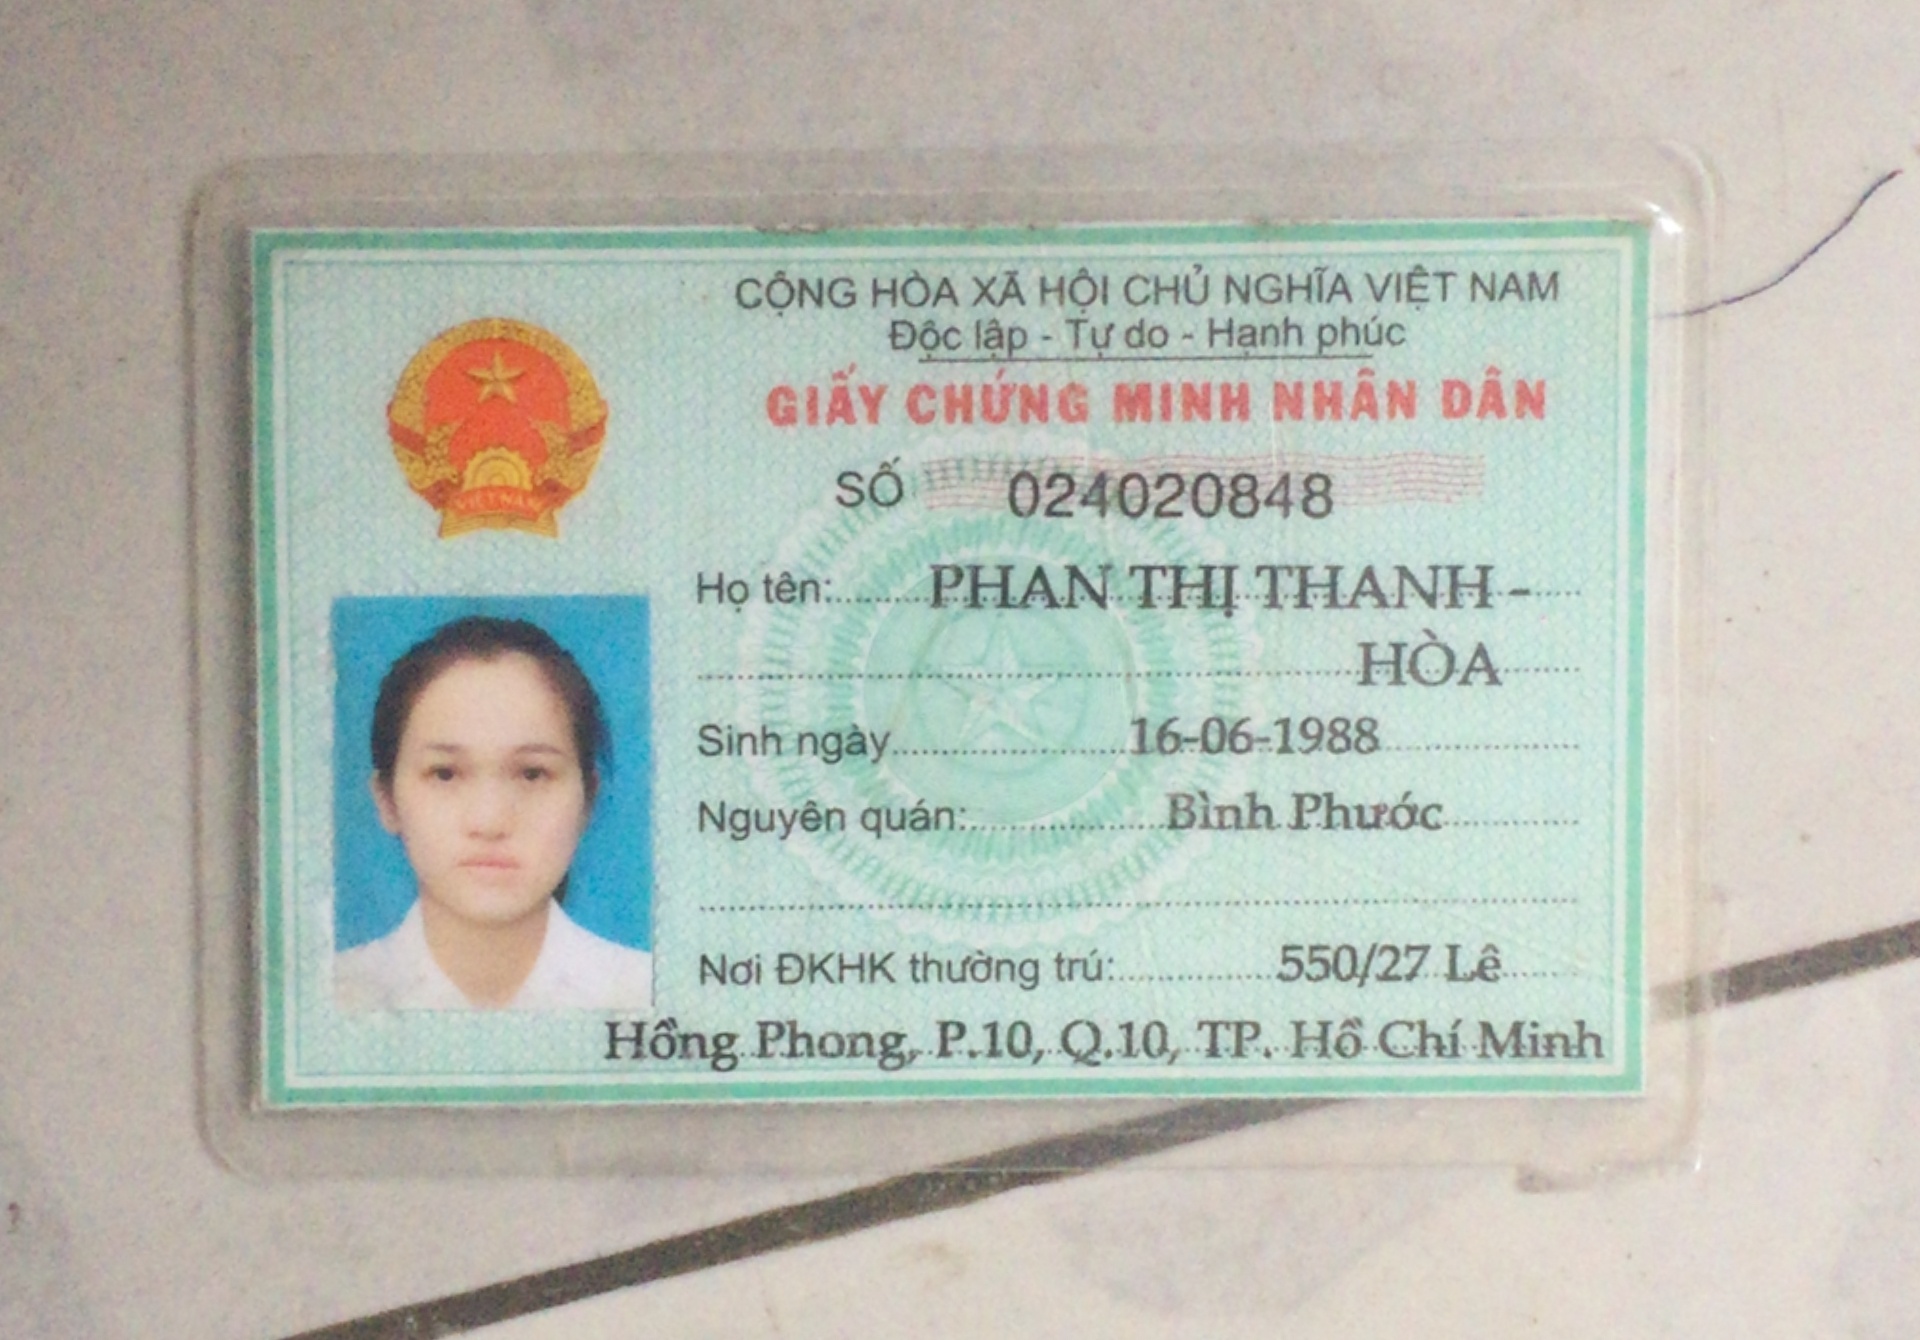 CỘNG HÒA XÃ HỘI CHỦ NGHĨA VIỆT NAM
Độc lập - Tự do - Hạnh phúc
GIẤY CHỨNG MINH NHÂN DÂN
SỐ 024020848
Họ tên: PHAN THỊ THANH -
HÒA
Sinh ngày 16-06-1988
Nguyên quán: Bình Phước
Nơi ĐKHK thường trú: 550/27 Lê
Hồng Phong, P.10, Q.10, TP. Hồ Chí Minh
VIỆT NAM